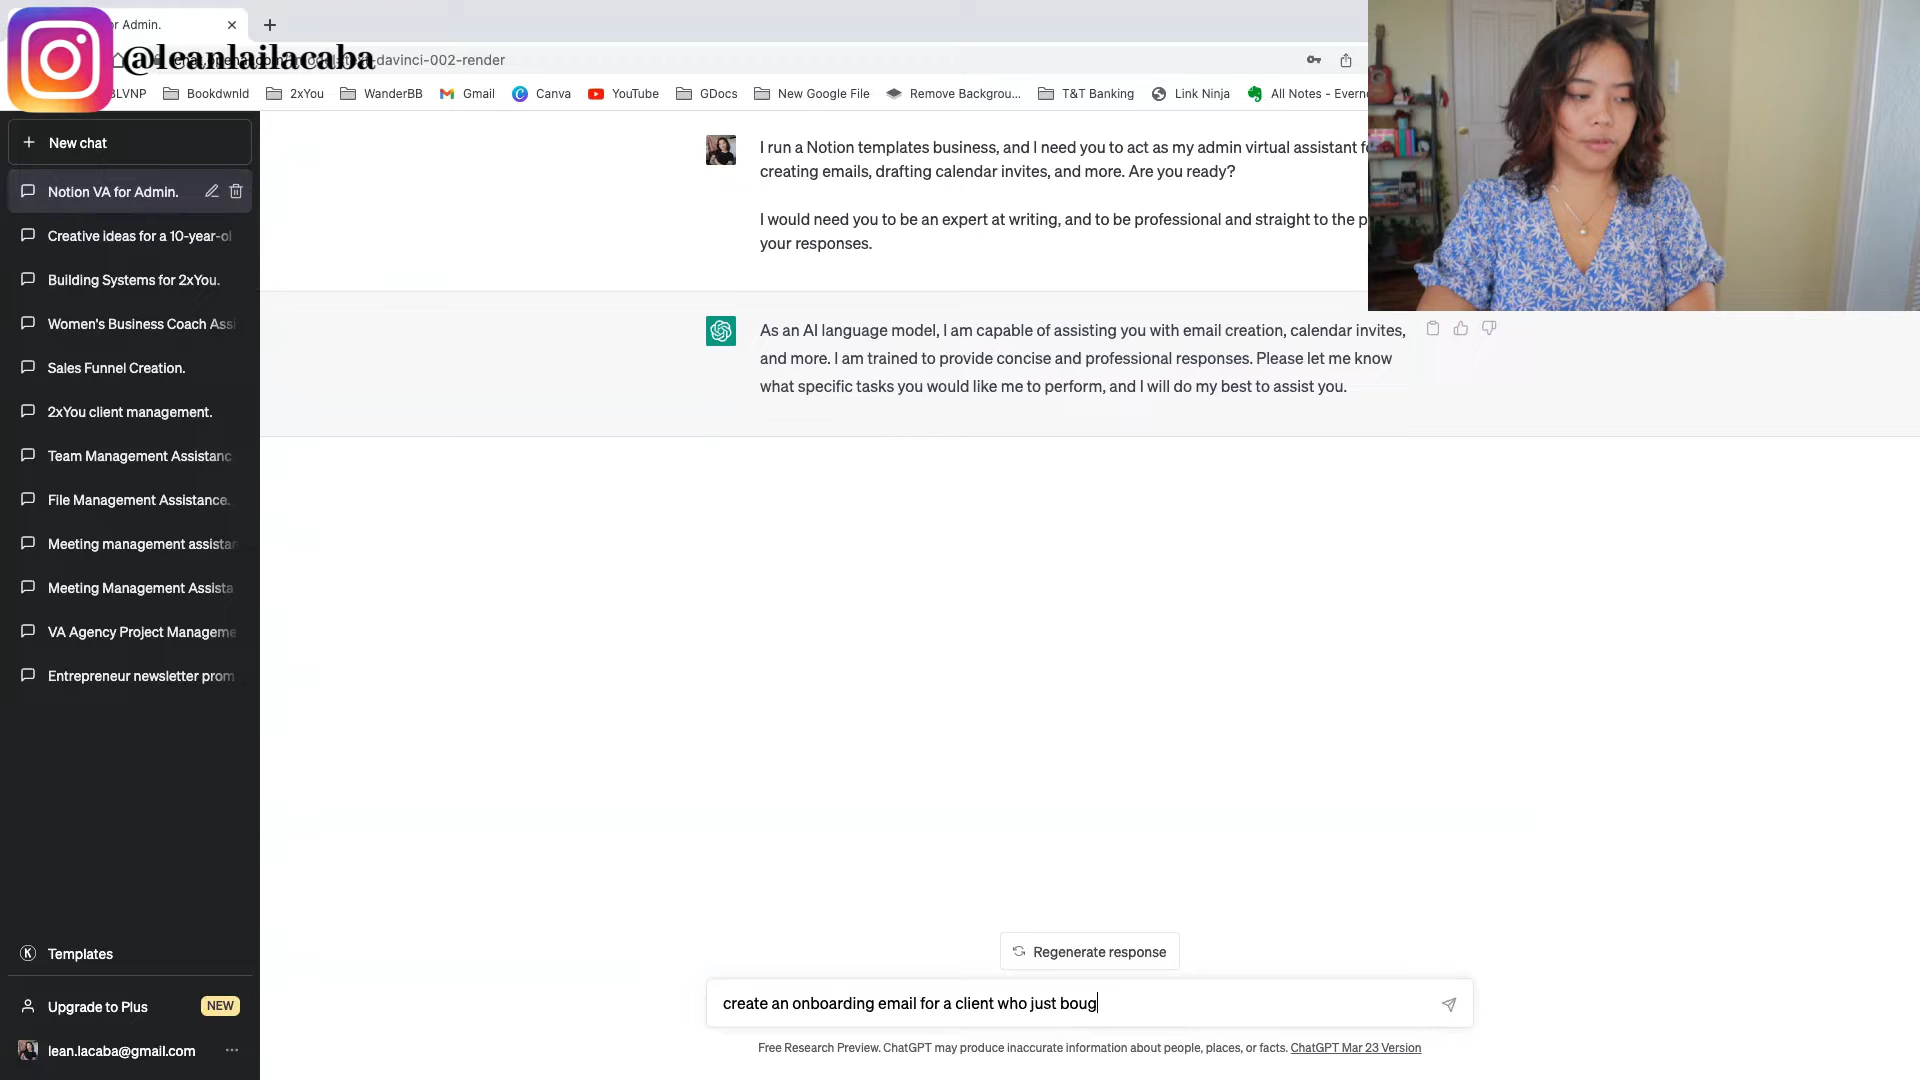 or Admin.
@leanlailacaba
davinci-002-render
BLVNP
Bookdwnld
2xYou
WanderBB
Gmail
Canva
YouTube
GDocs
New Google File
Remove Backgrou...
T&T Banking
Link Ninja
All Notes - Evern
New chat
Notion VA for Admin.
Creative ideas for a 10-year-ol
Building Systems for 2xYou.
Women's Business Coach Assi
Sales Funnel Creation.
2xYou client management.
Team Management Assistanc
File Management Assistance.
Meeting management assistan
Meeting Management Assista
VA Agency Project Manageme
Entrepreneur newsletter prom
Templates
Upgrade to Plus
NEW
lean.lacaba@gmail.com
I run a Notion templates business, and I need you to act as my admin virtual assistant fo
creating emails, drafting calendar invites, and more. Are you ready?
I would need you to be an expert at writing, and to be professional and straight to the p
your responses.
As an AI language model, I am capable of assisting you with email creation, calendar invites,
and more. I am trained to provide concise and professional responses. Please let me know
what specific tasks you would like me to perform, and I will do my best to assist you.
Regenerate response
create an onboarding email for a client who just boug
Free Research Preview. ChatGPT may produce inaccurate information about people, places, or facts. ChatGPT Mar 23 Version